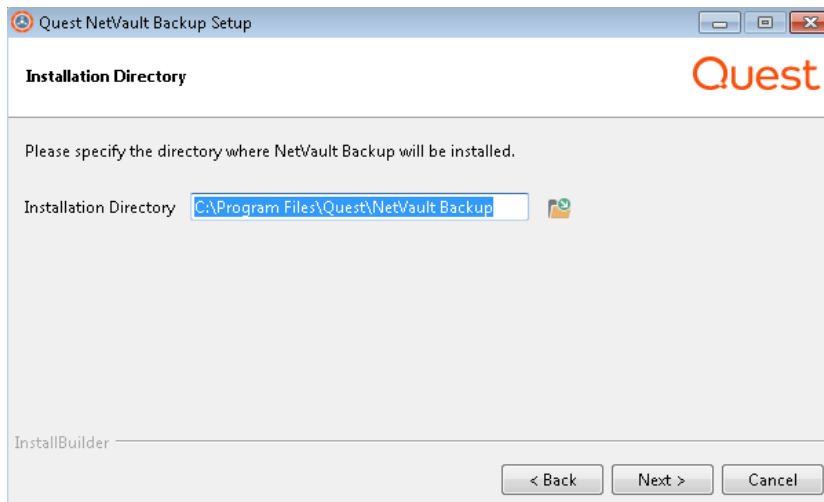 Quest NetVault Backup Setup
Installation Directory
Quest
Please specify the directory where NetVault Backup will be installed.
Installation Directory C:\Program Files\Quest\NetVault Backup
InstallBuilder
< Back Next > Cancel